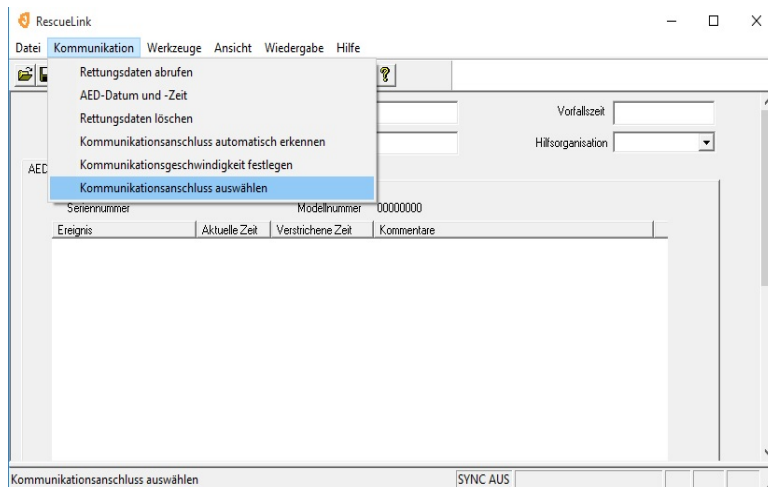 RescueLink
Datei Kommunikation Werkzeuge Ansicht Wiedergabe Hilfe
Rettungsdaten abrufen
AED-Datum und -Zeit
Rettungsdaten löschen
Kommunikationsanschluss automatisch erkennen
Kommunikationsgeschwindigkeit festlegen
Kommunikationsanschluss auswählen
Vorfallszeit
Hilfsorganisation
AED
Seriennummer Modellnummer 00000000
Ereignis Aktuelle Zeit Verstrichene Zeit Kommentare
Kommunikationsanschluss auswählen SYNC AUS